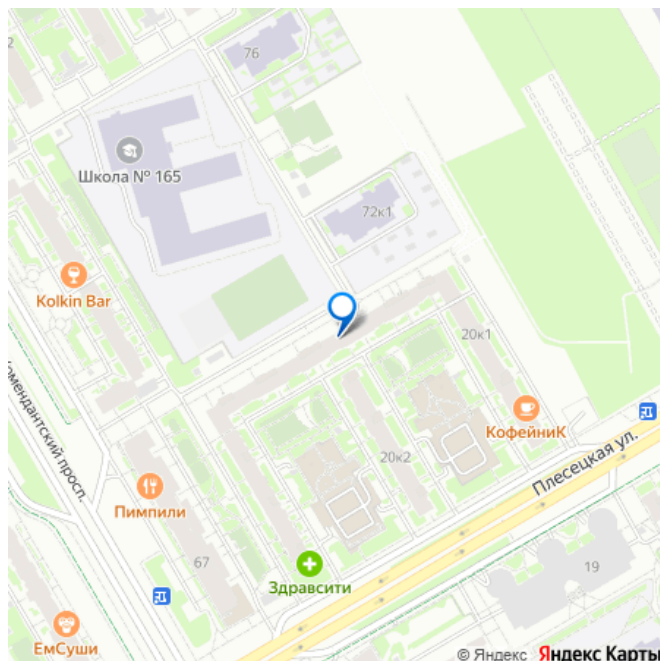 2
76
Школа № 165
72к1
Kolkin Bar
20к1
КофейниК
Комендантский просп.
Плесецкая ул.
20к2
Пимпили
67
Здравсити
19
ЕмСуши
© Яндекс Яндекс Карты